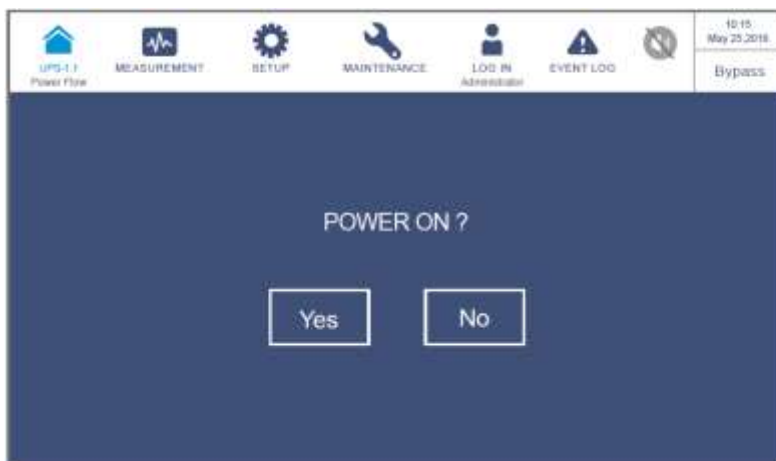 10:15
May 25,2018
UPS-1.1
MEASUREMENT
SETUP
MAINTENANCE
LOG IN
EVENT LOG
Power Flow
Administrator
Bypass
POWER ON ?
Yes
No